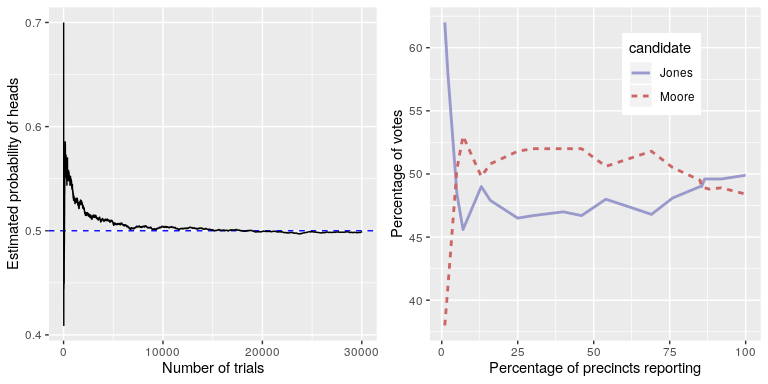 Estimated probability of heads
0.7
0.6
0.5
0.4
0
10000
20000
30000
Number of trials
Percentage of votes
60
55
50
45
40
candidate
Jones
Moore
0
25
50
75
100
Percentage of precincts reporting